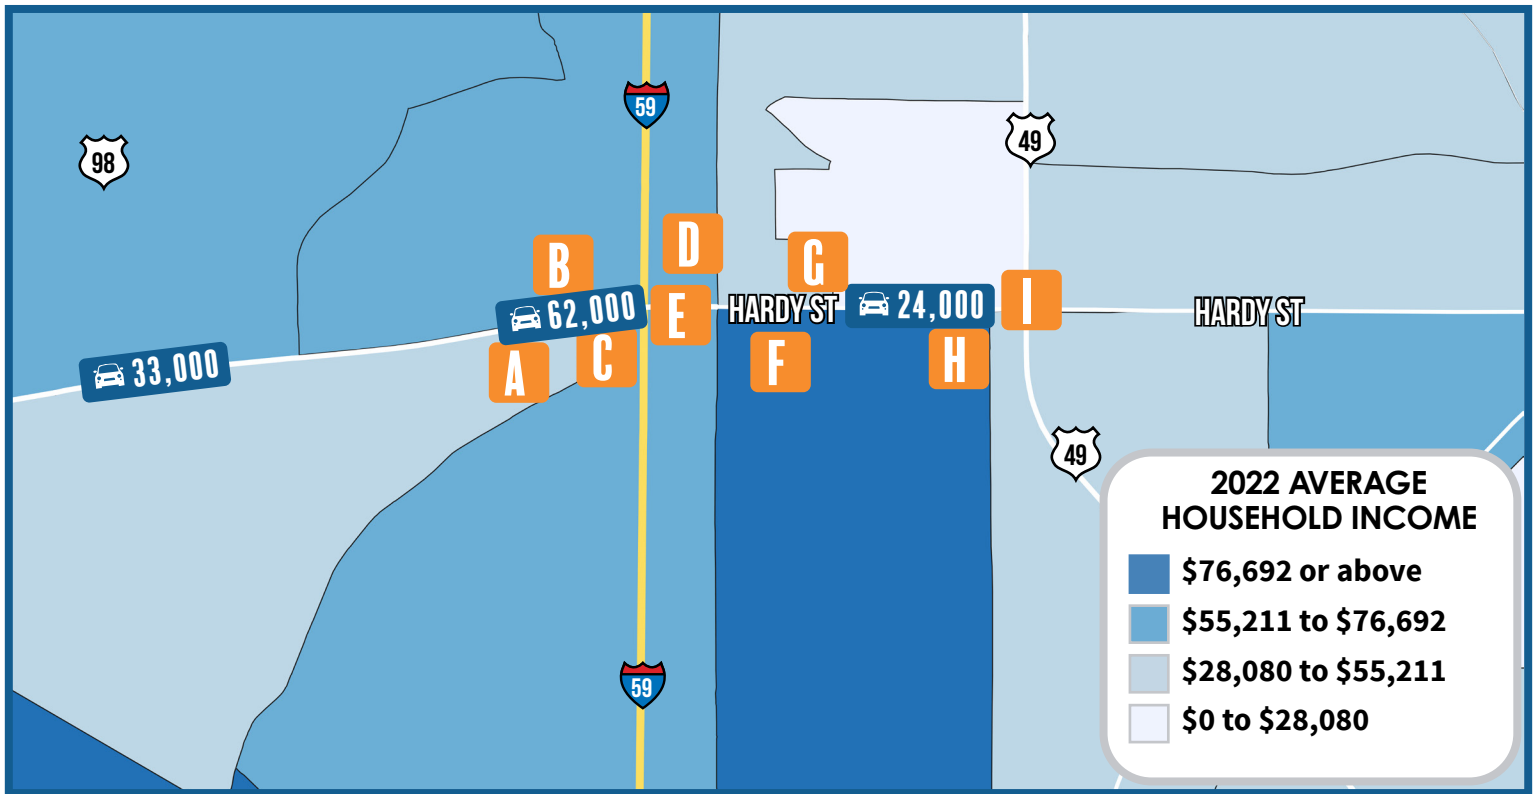 59
98
49
B
D
G
62,000
E
HARDY ST
24,000
I
HARDY ST
33,000
A
C
F
H
49
59
2022 AVERAGE
HOUSEHOLD INCOME
$76,692 or above
$55,211 to $76,692
$28,080 to $55,211
$0 to $28,080